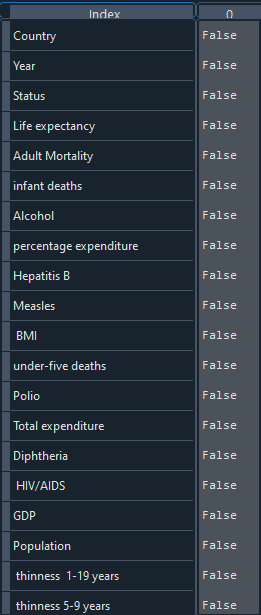 Index 0
Country False
Year False
Status False
Life expectancy False
Adult Mortality False
infant deaths False
Alcohol False
percentage expenditure False
Hepatitis B False
Measles False
BMI False
under-five deaths False
Polio False
Total expenditure False
Diphtheria False
HIV/AIDS False
GDP False
Population False
thinness  1-19 years False
thinness 5-9 years False